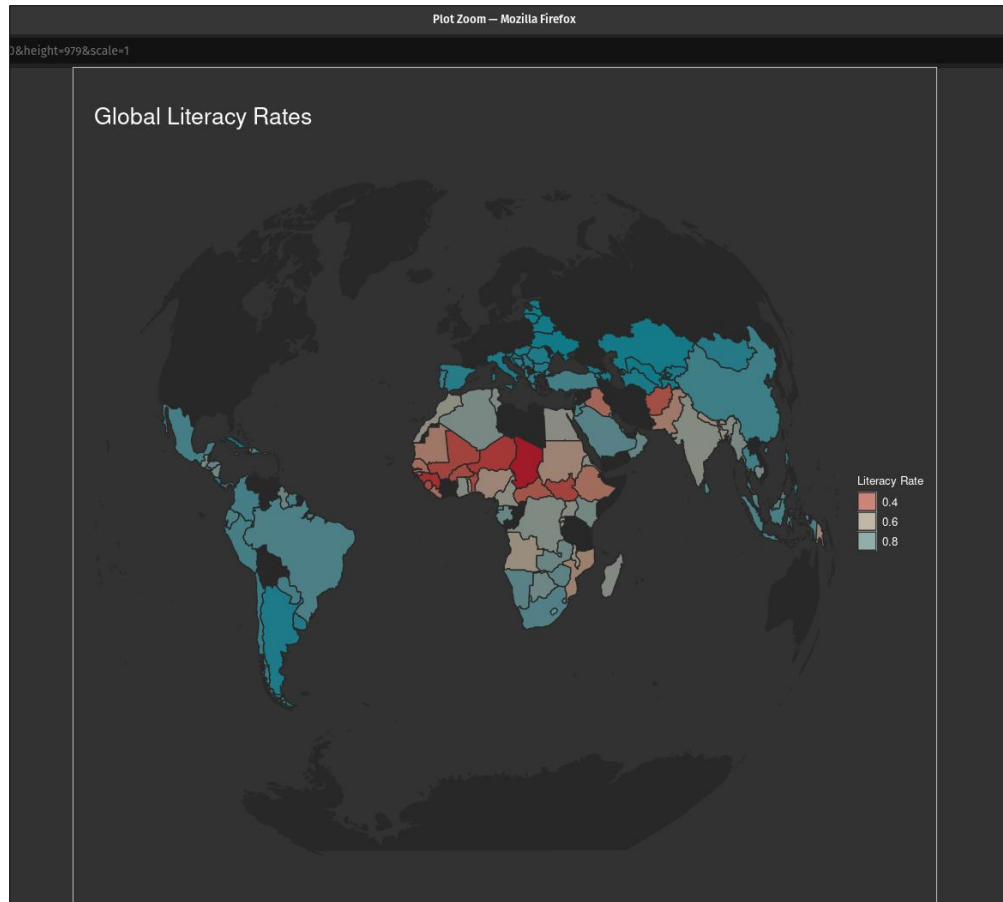 Plot Zoom — Mozilla Firefox
&height=979&scale=1
Global Literacy Rates
Literacy Rate
0.4
0.6
0.8